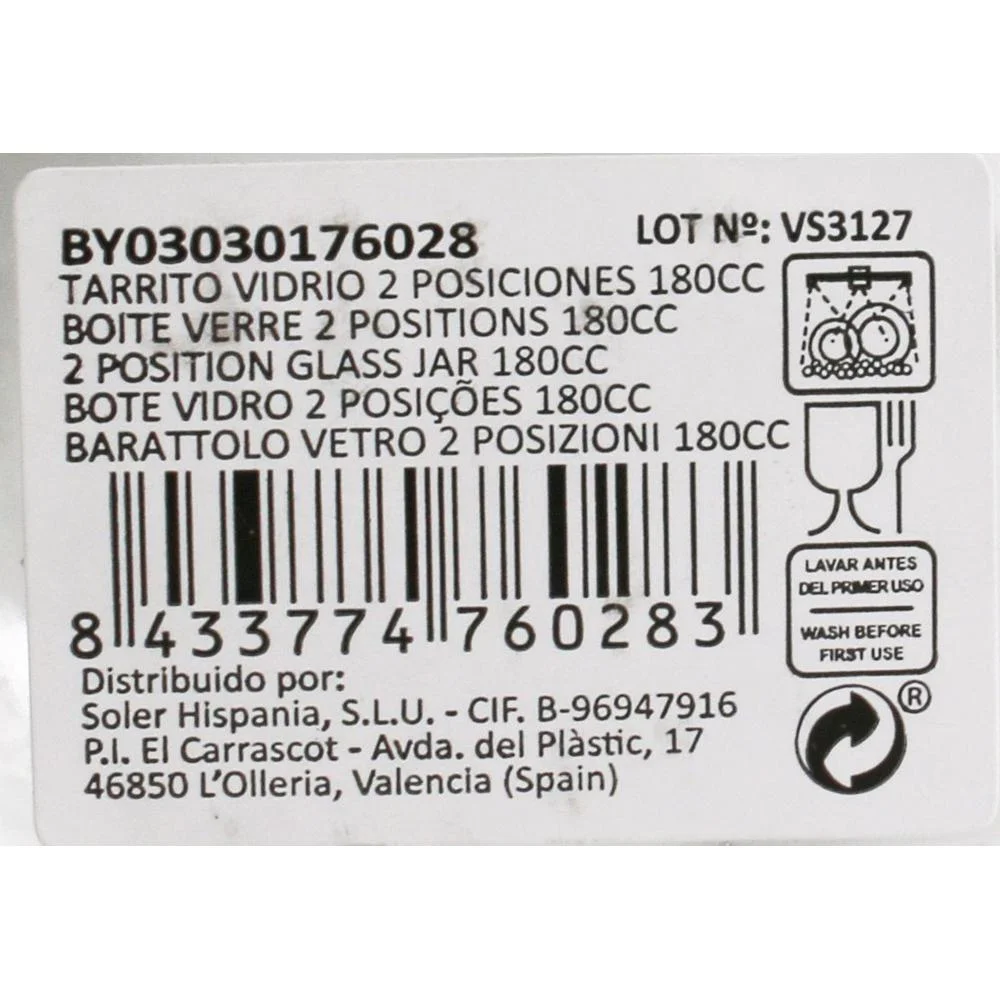 BY03030176028
LOT Nº: VS3127
TARRITO VIDRIO 2 POSICIONES 180CC
BOITE VERRE 2 POSITIONS 180CC
2 POSITION GLASS JAR 180CC
BOTE VIDRO 2 POSIÇÕES 180CC
BARATTOLO VETRO 2 POSIZIONI 180CC
8 433774 760283
LAVAR ANTES
DEL PRIMER USO
WASH BEFORE
FIRST USE
®
Distribuido por:
Soler Hispania, S.L.U. - CIF. B-96947916
P.I. El Carrascot - Avda. del Plàstic, 17
46850 L'Olleria, Valencia (Spain)